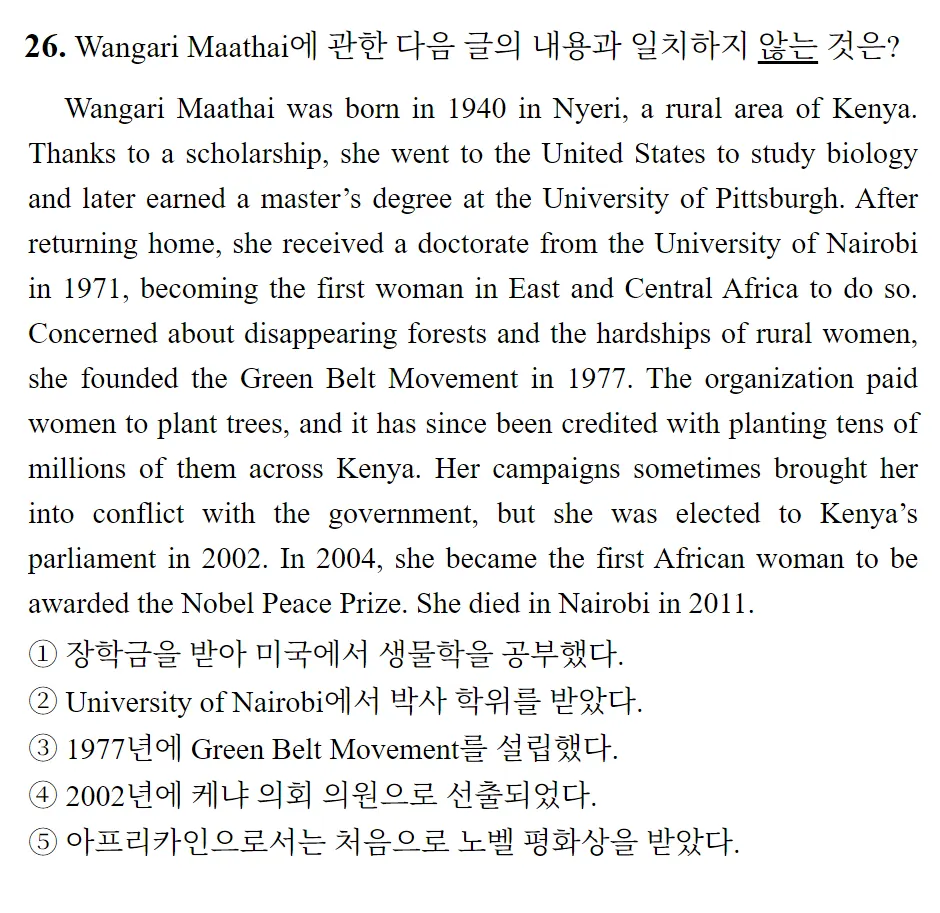 26. Wangari Maathai에 관한 다음 글의 내용과 일치하지 않는 것은?
Wangari Maathai was born in 1940 in Nyeri, a rural area of Kenya.
Thanks to a scholarship, she went to the United States to study biology
and later earned a master’s degree at the University of Pittsburgh. After
returning home, she received a doctorate from the University of Nairobi
in 1971, becoming the first woman in East and Central Africa to do so.
Concerned about disappearing forests and the hardships of rural women,
she founded the Green Belt Movement in 1977. The organization paid
women to plant trees, and it has since been credited with planting tens of
millions of them across Kenya. Her campaigns sometimes brought her
into conflict with the government, but she was elected to Kenya’s
parliament in 2002. In 2004, she became the first African woman to be
awarded the Nobel Peace Prize. She died in Nairobi in 2011.
① 장학금을 받아 미국에서 생물학을 공부했다.
② University of Nairobi에서 박사 학위를 받았다.
③ 1977년에 Green Belt Movement를 설립했다.
④ 2002년에 케냐 의회 의원으로 선출되었다.
⑤ 아프리카인으로서는 처음으로 노벨 평화상을 받았다.